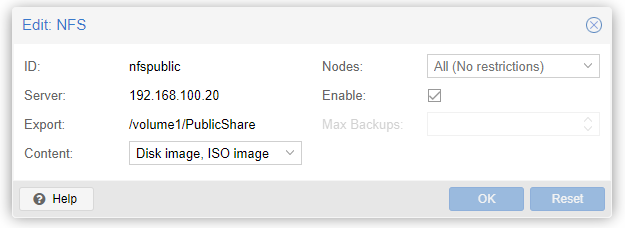 Edit: NFS
ID: nfspublic Nodes: All (No restrictions)
Server: 192.168.100.20 Enable:
Export: /volume1/PublicShare Max Backups:
Content: Disk image, ISO image
Help OK Reset